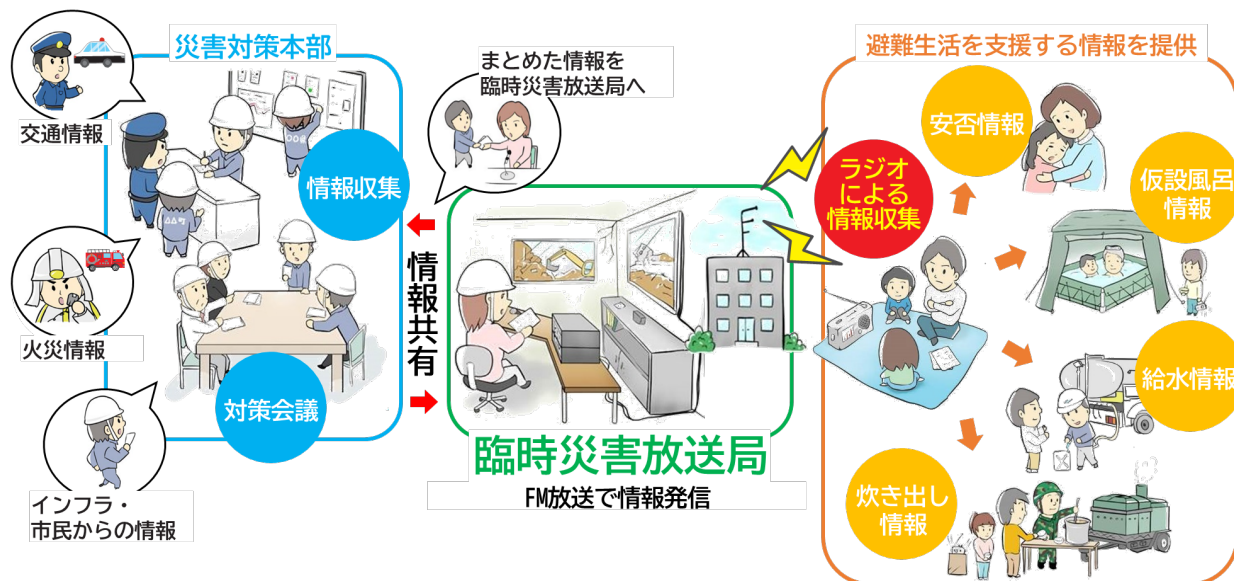 災害対策本部
交通情報
情報収集
火災情報
対策会議
インフラ・
市民からの情報
まとめた情報を
臨時災害放送局へ
情報共有
臨時災害放送局
FM放送で情報発信
避難生活を支援する情報を提供
ラジオ
による
情報収集
安否情報
仮設風呂
情報
給水情報
炊き出し
情報